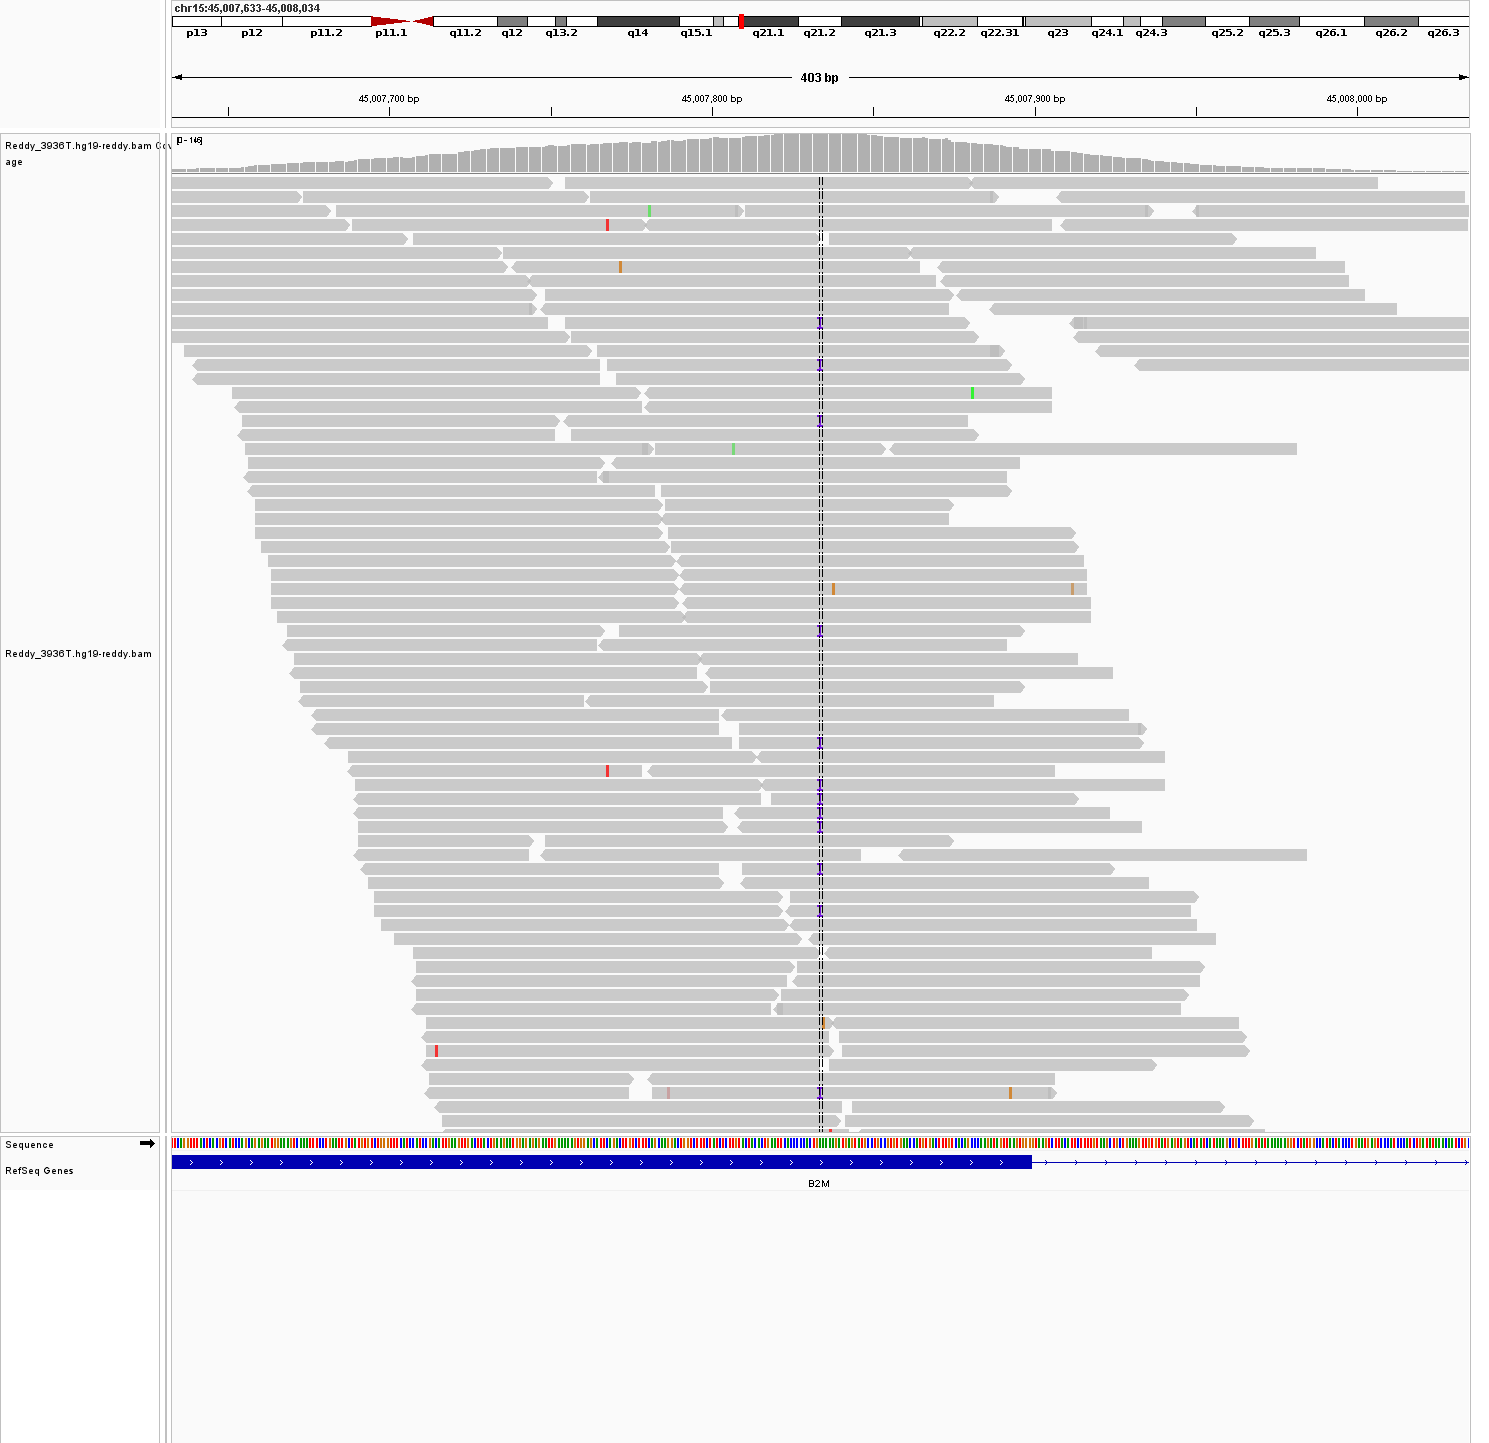 chr15:45,007,633-45,008,034
p13 p12 p11.2 p11.1 q11.2 q12 q13.2 q14 q15.1 q21.1 q21.2 q21.3 q22.2 q22.31 q23 q24.1 q24.3 q25.2 q25.3 q26.1 q26.2 q26.3
403 bp
45,007,700 bp 45,007,800 bp 45,007,900 bp 45,008,000 bp
Reddy_3936T.hg19-reddy.bam Cov
age
[0 - 146]
Reddy_3936T.hg19-reddy.bam
Sequence
RefSeq Genes
B2M